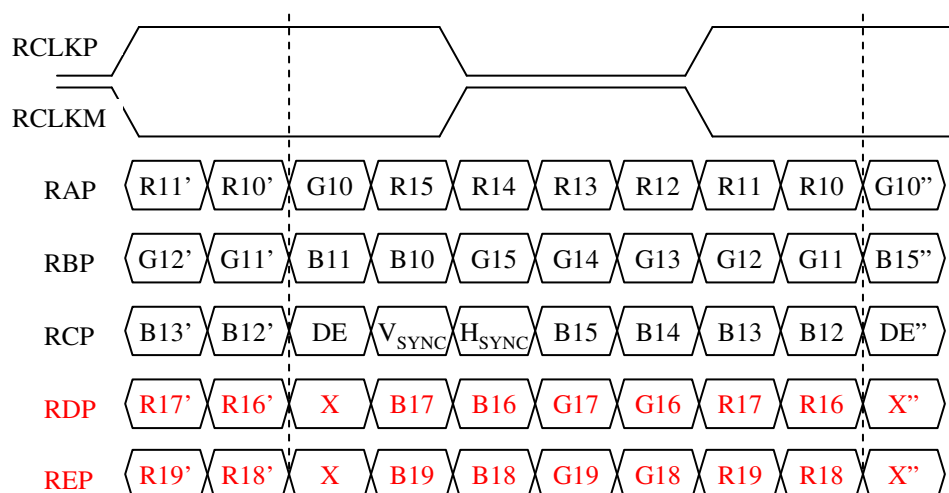 RCLKP
RCLKM
RAP R11’ R10’ G10 R15 R14 R13 R12 R11 R10 G10”
RBP G12’ G11’ B11 B10 G15 G14 G13 G12 G11 B15”
RCP B13’ B12’ DE VSYNC HSYNC B15 B14 B13 B12 DE”
RDP R17’ R16’ X B17 B16 G17 G16 R17 R16 X”
REP R19’ R18’ X B19 B18 G19 G18 R19 R18 X”